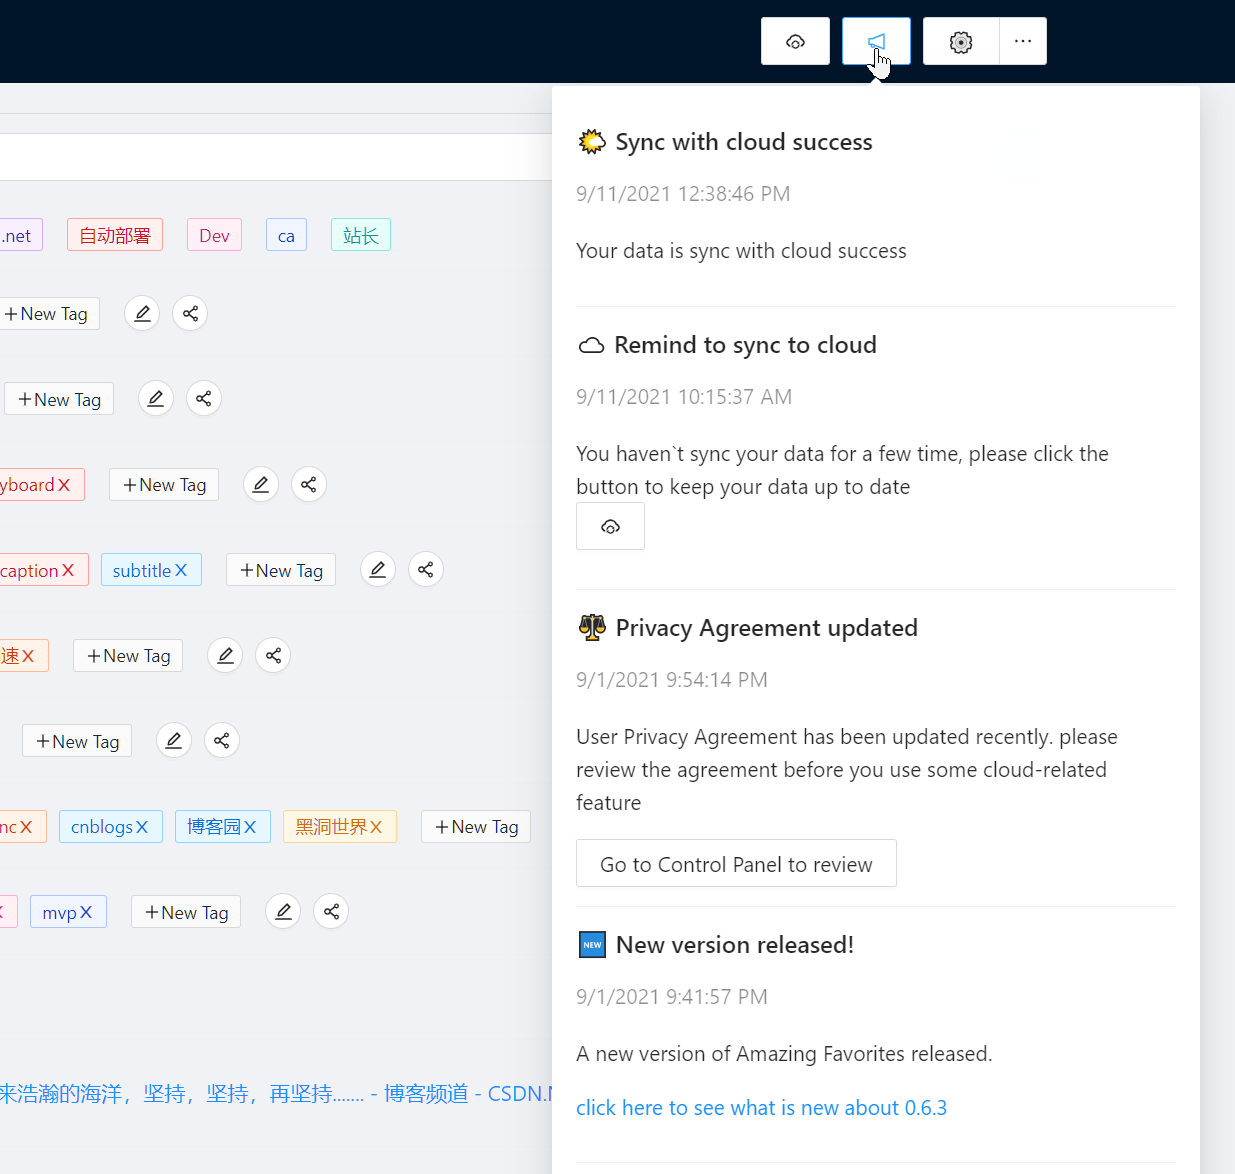 Sync with cloud success
9/11/2021 12:38:46 PM
Your data is sync with cloud success
Remind to sync to cloud
9/11/2021 10:15:37 AM
You haven`t sync your data for a few time, please click the
button to keep your data up to date
Privacy Agreement updated
9/1/2021 9:54:14 PM
User Privacy Agreement has been updated recently. please
review the agreement before you use some cloud-related
feature
Go to Control Panel to review
NEW New version released!
9/1/2021 9:41:57 PM
A new version of Amazing Favorites released.
click here to see what is new about 0.6.3
.net 自动部署 Dev ca 站长
+New Tag
+New Tag
yboard X +New Tag
caption X subtitle X +New Tag
速 X +New Tag
+New Tag
nc X cnblogs X 博客园 X 黑洞世界 X +New Tag
mvp X +New Tag
来浩瀚的海洋，坚持，坚持，再坚持....... - 博客频道 - CSDN.N